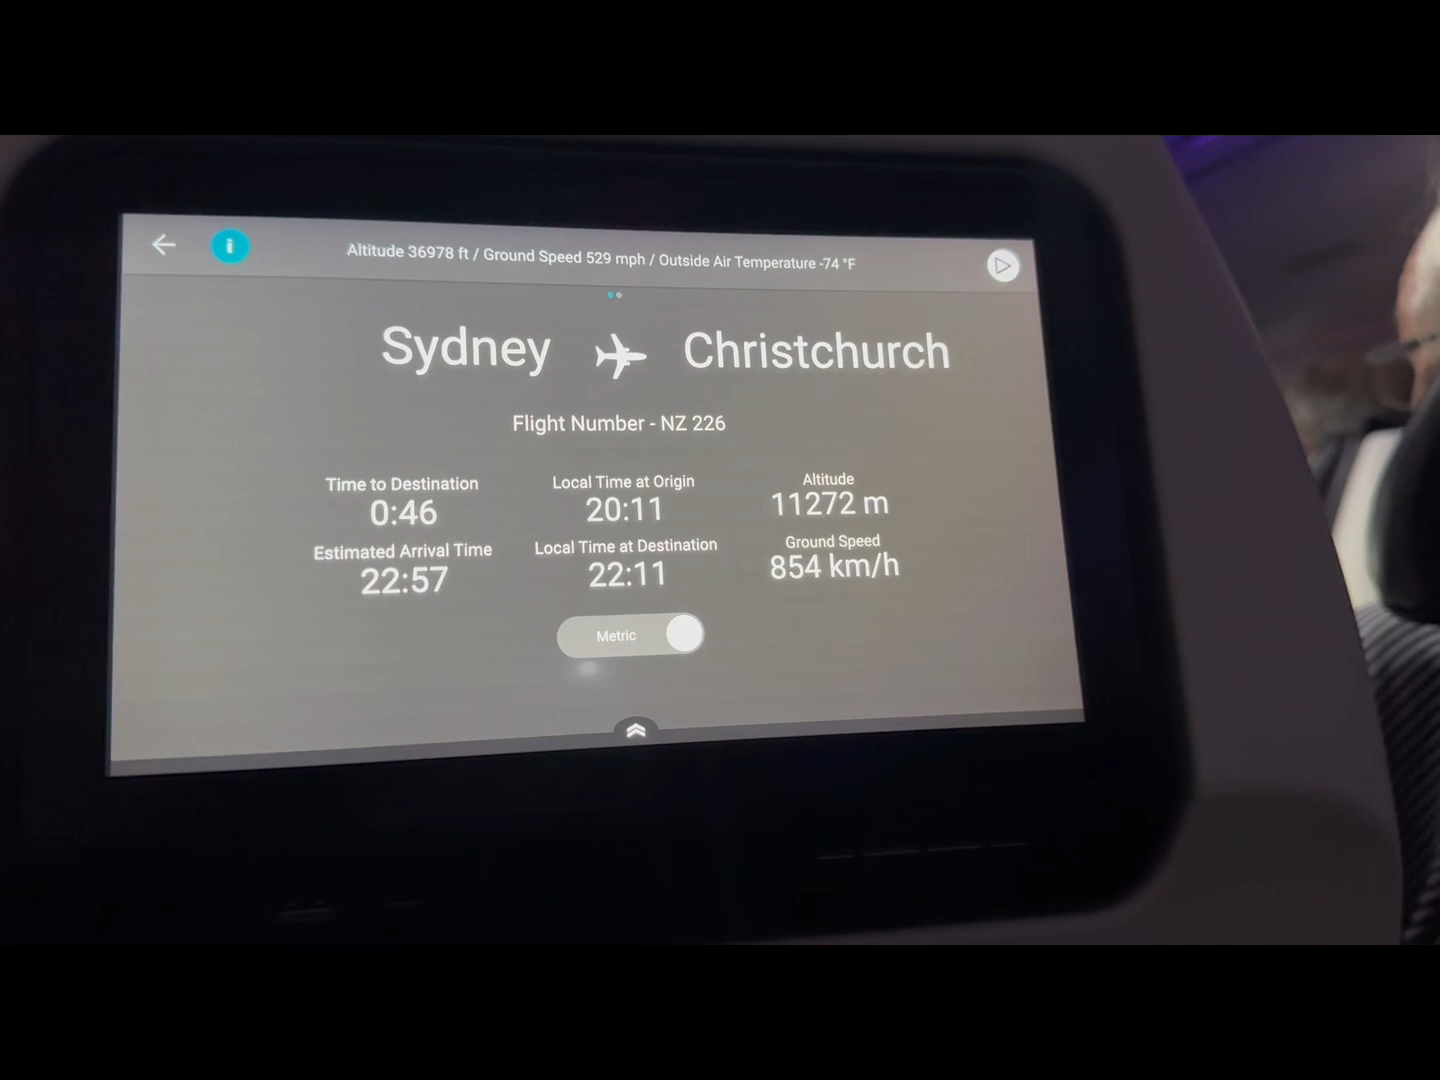 Altitude 36978 ft / Ground Speed 529 mph / Outside Air Temperature -74 °F
Sydney Christchurch
Flight Number - NZ 226
Time to Destination Local Time at Origin Altitude
0:46 20:11 11272 m
Estimated Arrival Time Local Time at Destination Ground Speed
22:57 22:11 854 km/h
Metric